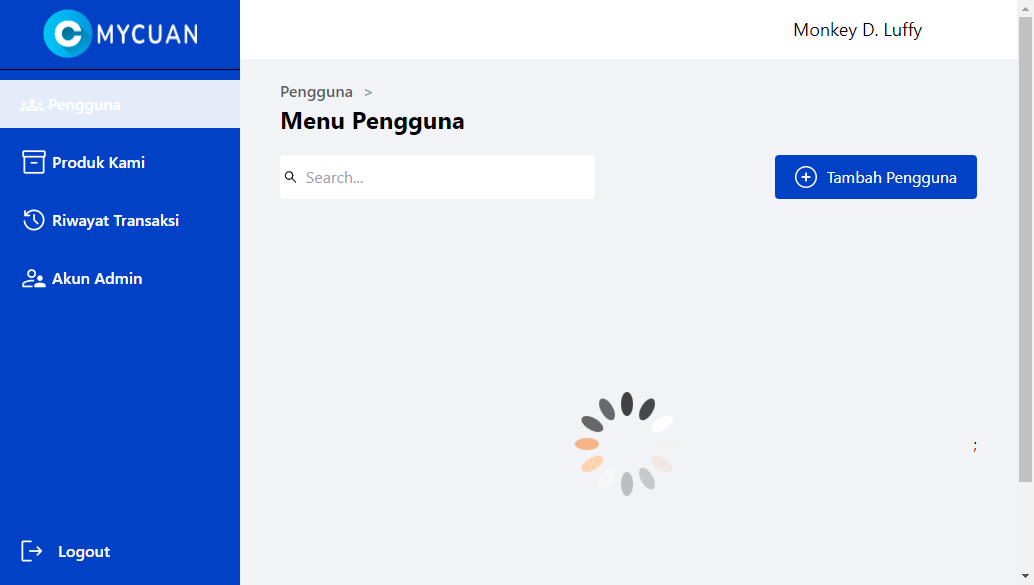 MYCUAN
Monkey D. Luffy
Pengguna
Produk Kami
Riwayat Transaksi
Akun Admin
Logout
Pengguna >
Menu Pengguna
Search...
Tambah Pengguna
;